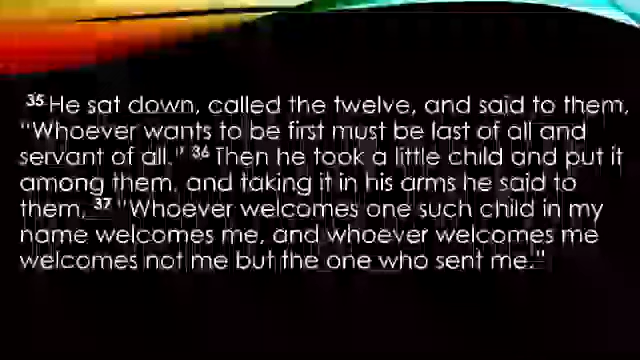 35 He sat down, called the twelve, and said to them,
"Whoever wants to be first must be last of all and
servant of all." 36 Then he took a little child and put it
among them, and taking it in his arms he said to
them, 37 "Whoever welcomes one such child in my
name welcomes me, and whoever welcomes me
welcomes not me but the one who sent me."